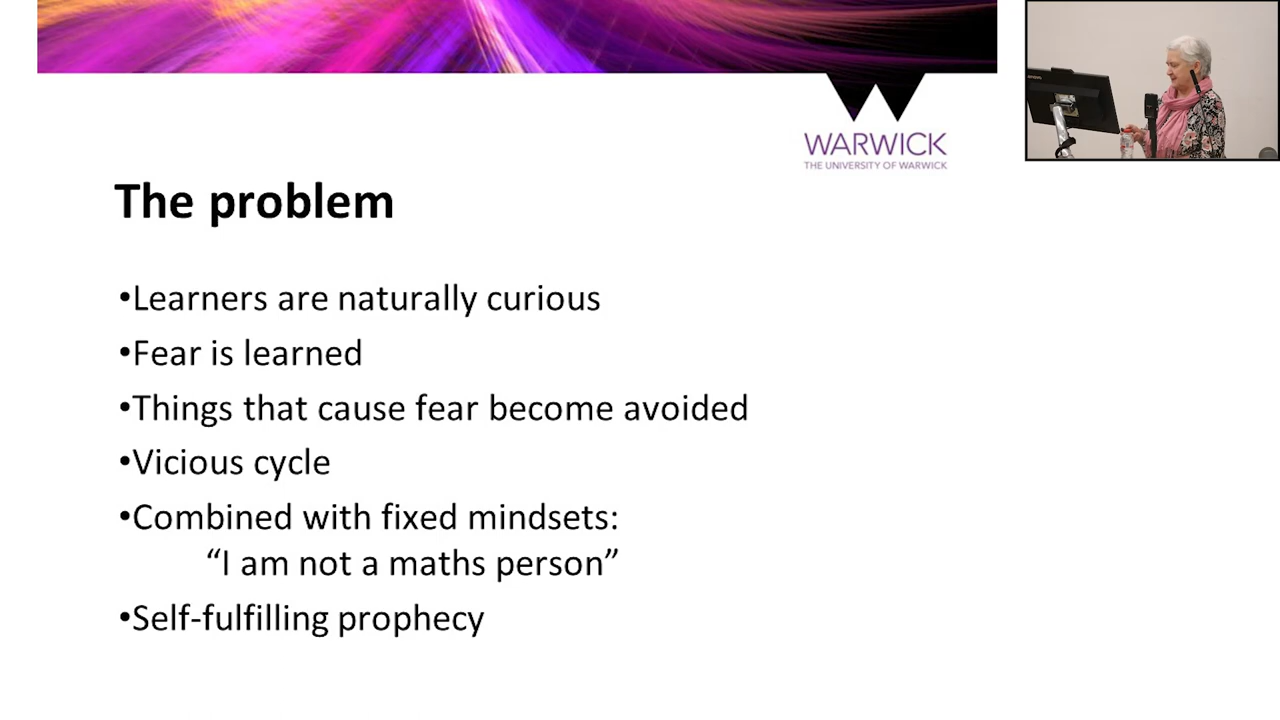 WARWICK
THE UNIVERSITY OF WARWICK
The problem
•Learners are naturally curious
•Fear is learned
•Things that cause fear become avoided
•Vicious cycle
•Combined with fixed mindsets:
“I am not a maths person”
•Self-fulfilling prophecy